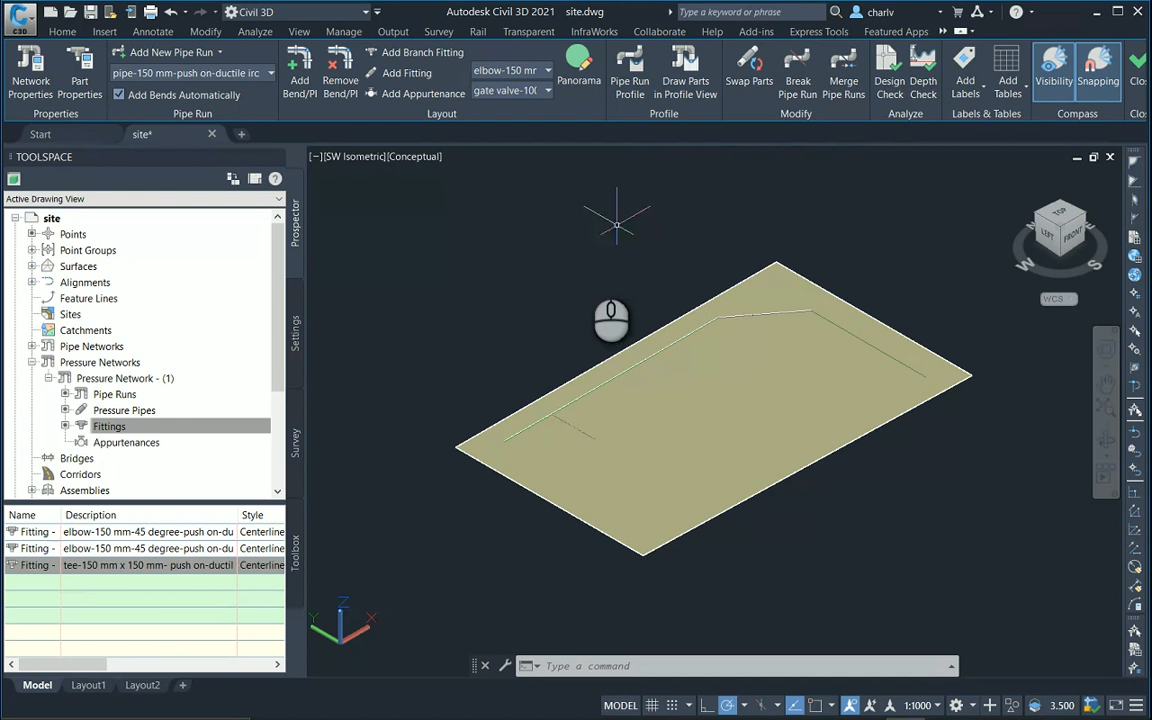 C3D
Civil 3D
Autodesk Civil 3D 2021 site.dwg
Type a keyword or phrase
charlv
Home Insert Annotate Modify Analyze View Manage Output Survey Rail Transparent InfraWorks Collaborate Help Add-ins Express Tools Featured Apps
Network Properties
Part Properties
Properties
Add New Pipe Run
pipe-150 mm-push on-ductile irc
Add Bends Automatically
Pipe Run
Add Bend/PI
Remove Bend/PI
Add Branch Fitting
Add Fitting
Add Appurtenance
elbow-150 mr
gate valve-10(
Layout
Panorama
Pipe Run Profile
Draw Parts in Profile View
Profile
Swap Parts
Break Pipe Run
Merge Pipe Runs
Modify
Design Check
Depth Check
Analyze
Add Labels
Add Tables
Labels & Tables
Visibility
Snapping
Compass
Clo
Clos
Start
site*
TOOLSPACE
Active Drawing View
site
Points
Point Groups
Surfaces
Alignments
Feature Lines
Sites
Catchments
Pipe Networks
Pressure Networks
Pressure Network - (1)
Pipe Runs
Pressure Pipes
Fittings
Appurtenances
Bridges
Corridors
Assemblies
Prospector
Settings
Survey
Toolbox
Name Description Style
Fitting - elbow-150 mm-45 degree-push on-du Centerline
Fitting - elbow-150 mm-45 degree-push on-du Centerline
Fitting - tee-150 mm x 150 mm- push on-ductil Centerline
[−][SW Isometric][Conceptual]
TOP
LEFT
FRONT
W
S
WCS
Z
Y
X
Type a command
Model Layout1 Layout2
MODEL
1:1000
3.500